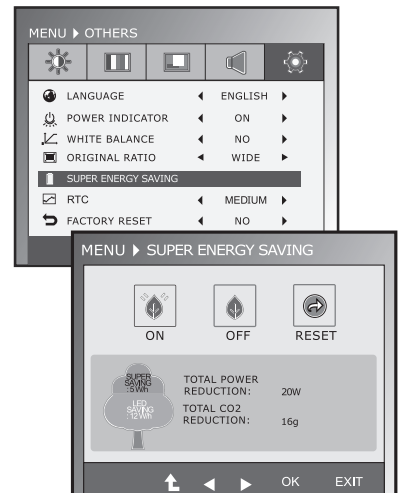 MENU ▶ OTHERS
LANGUAGE ◀ ENGLISH ▶
POWER INDICATOR ◀ ON ▶
WHITE BALANCE ◀ NO ▶
ORIGINAL RATIO ◀ WIDE ▶
SUPER ENERGY SAVING
RTC ◀ MEDIUM ▶
FACTORY RESET ◀ NO ▶
MENU ▶ SUPER ENERGY SAVING
ON OFF RESET
SUPER
SAVING
: 5 W/h
LED
SAVING
: 12 W/h
TOTAL POWER
REDUCTION: 20W
TOTAL CO2
REDUCTION: 16g
◀ ▶ OK EXIT